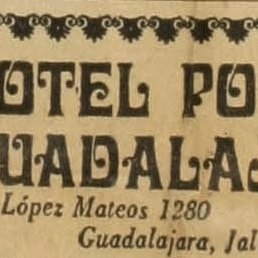 OTEL PO
UADALA
López Mateos 1280
Guadalajara, Jal